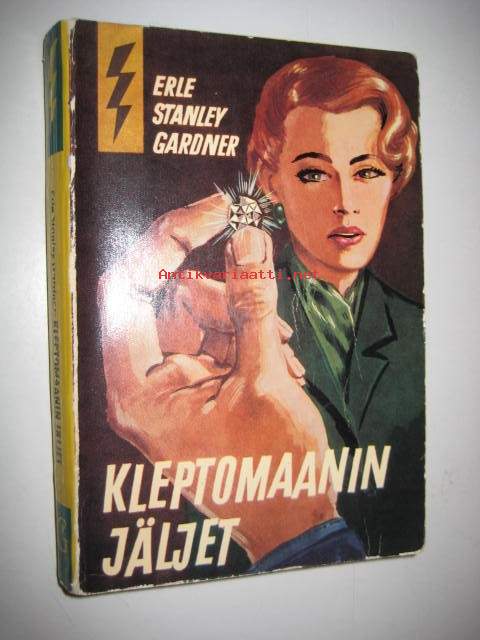 ERLE
STANLEY
GARDNER
Antikvariaatti.net
KLEPTOMAANIN
JÄLJET
Erle Stanley Gardner: KLEPTOMAANIN JÄLJET